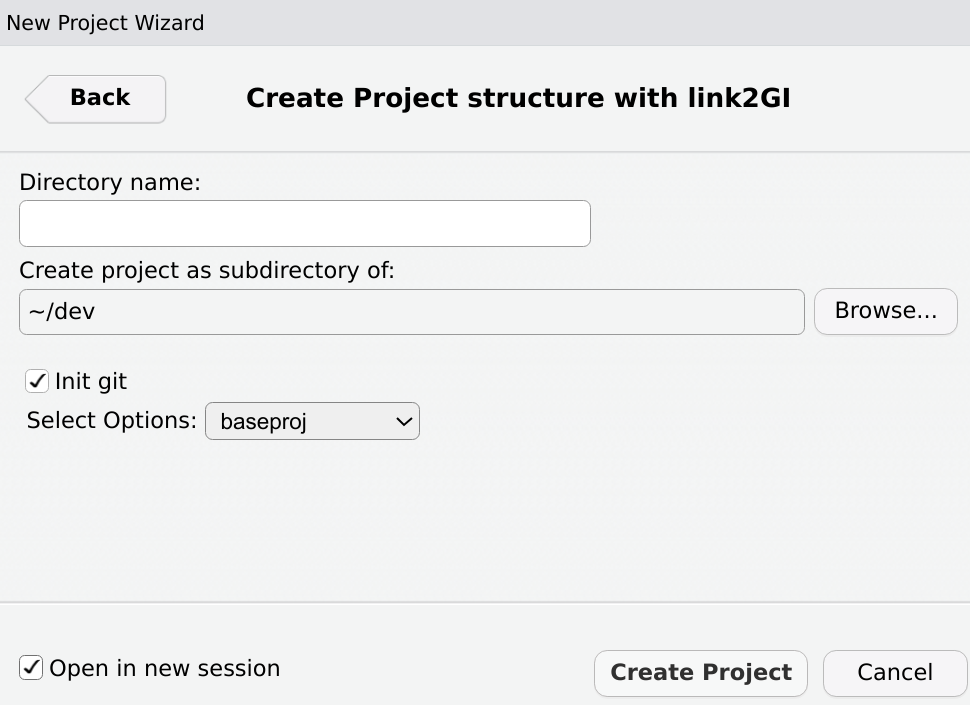 New Project Wizard
Back
Create Project structure with link2GI
Directory name:
Create project as subdirectory of:
~/dev
Browse...
Init git
Select Options: baseproj
Open in new session
Create Project
Cancel